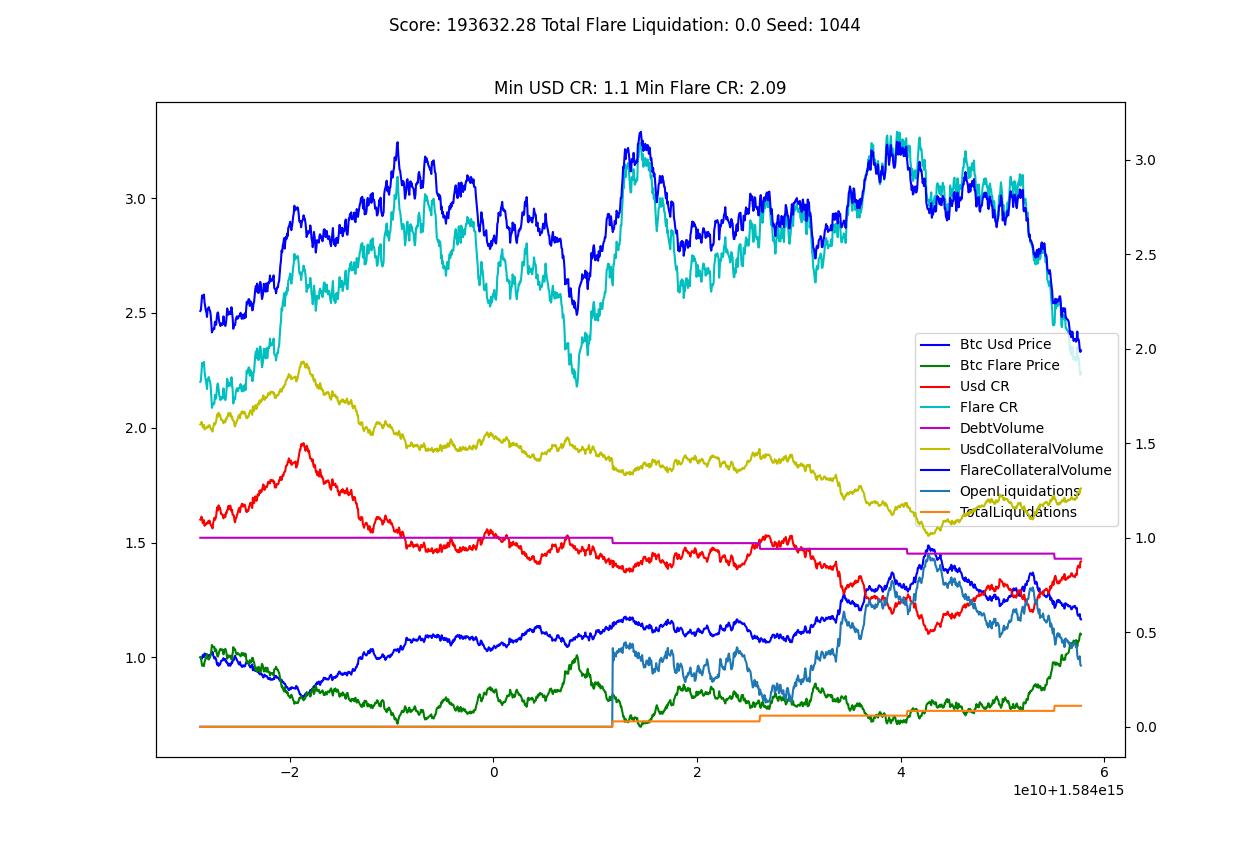 Score: 193632.28 Total Flare Liquidation: 0.0 Seed: 1044
Min USD CR: 1.1 Min Flare CR: 2.09
3.0
2.5
2.0
1.5
1.0
3.0
2.5
2.0
1.5
1.0
0.5
0.0
Btc Usd Price
Btc Flare Price
Usd CR
Flare CR
DebtVolume
UsdCollateralVolume
FlareCollateralVolume
OpenLiquidations
TotalLiquidations
−2 0 2 4 6
1e10+1.584e15